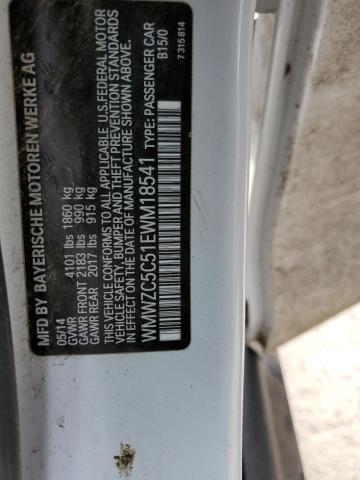 MFD BY BAYERISCHE MOTOREN WERKE AG
05/14
GVWR 4101 lbs 1860 kg
GAWR FRONT 2183 lbs 990 kg
GAWR REAR 2017 lbs 915 kg
THIS VEHICLE CONFORMS TO ALL APPLICABLE U.S.FEDERAL MOTOR
VEHICLE SAFETY, BUMPER AND THEFT PREVENTION STANDARDS
IN EFFECT ON THE DATE OF MANUFACTURE SHOWN ABOVE.
WMWZC5C51EWM18541 TYPE: PASSENGER CAR
B15/0
7 315 814